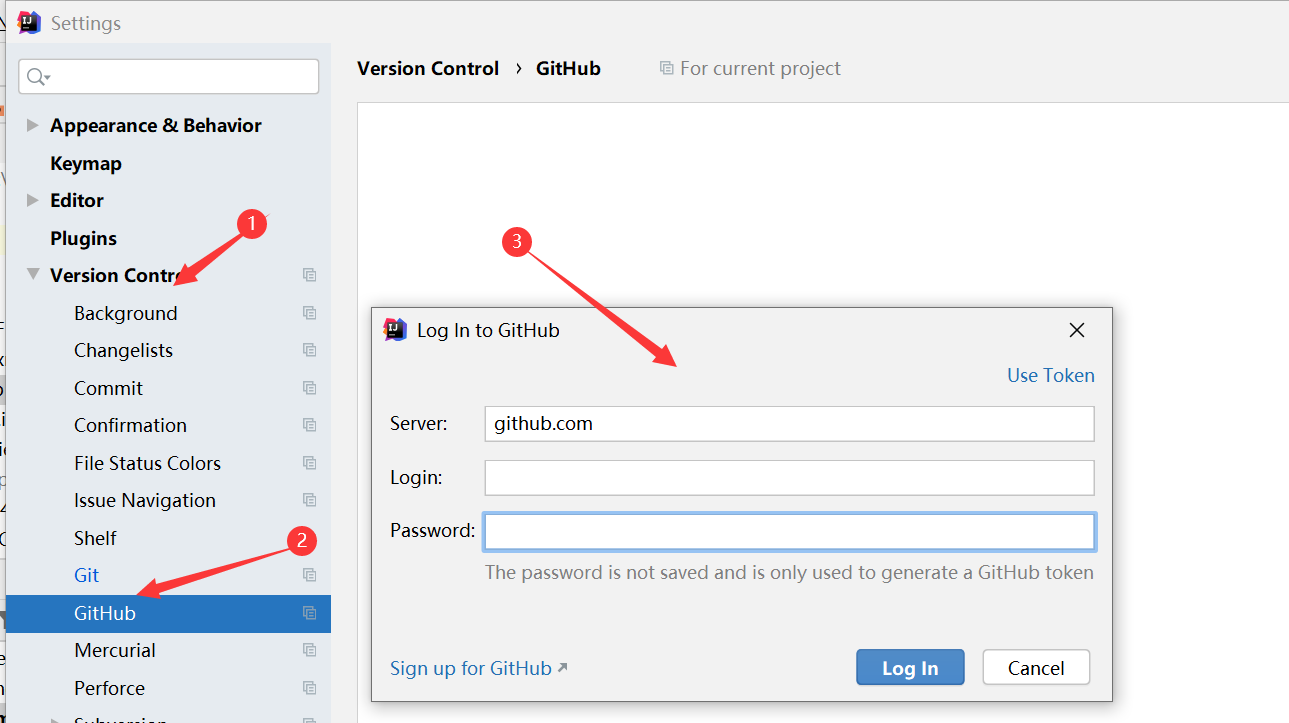 Settings
Version Control › GitHub For current project
Appearance & Behavior
Keymap
Editor
1
Plugins
3
Version Contr
Background
Log In to GitHub
Changelists
Use Token
Commit
Server: github.com
Confirmation
File Status Colors
Login:
Issue Navigation
Password:
Shelf
2
Git
The password is not saved and is only used to generate a GitHub token
GitHub
Mercurial
Sign up for GitHub
Log In
Cancel
Perforce
Subversion